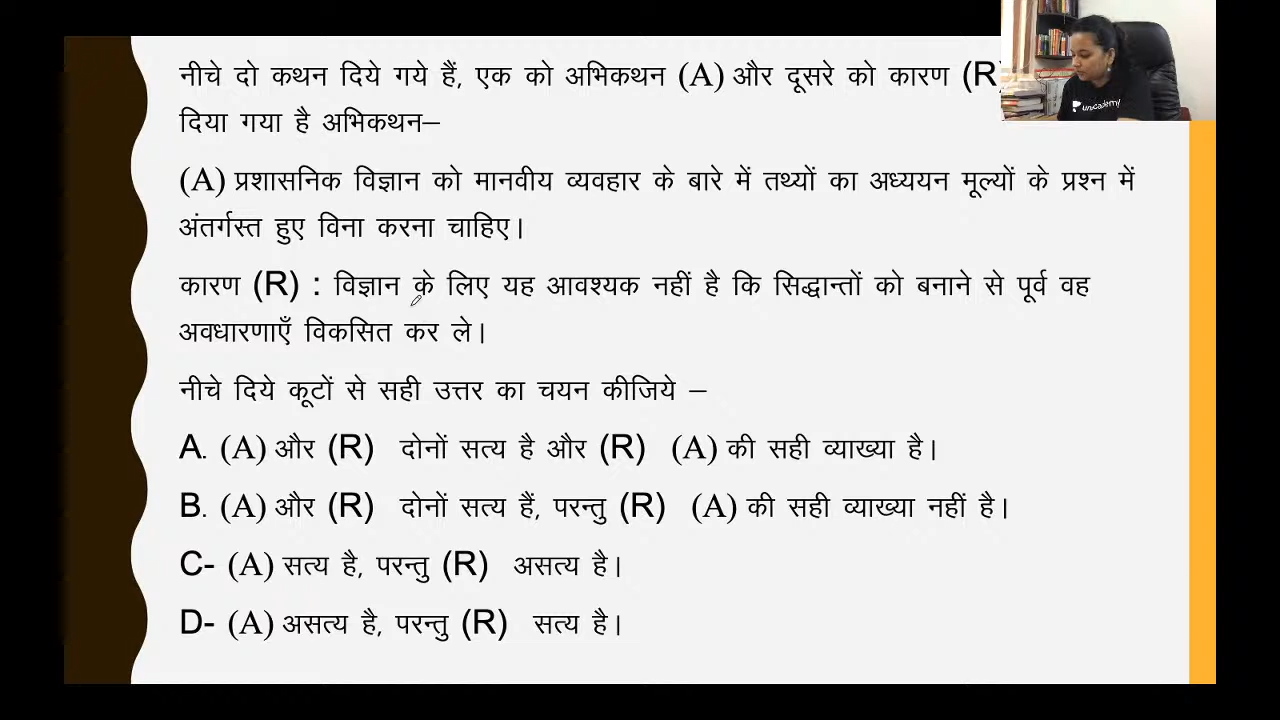 नीचे दो कथन दिये गये हैं, एक को अभिकथन (A) और दूसरे को कारण (R)
दिया गया है अभिकथन–
(A) प्रशासनिक विज्ञान को मानवीय व्यवहार के बारे में तथ्यों का अध्ययन मूल्यों के प्रश्न में
अंतर्गस्त हुए विना करना चाहिए।
कारण (R) : विज्ञान के लिए यह आवश्यक नहीं है कि सिद्धान्तों को बनाने से पूर्व वह
अवधारणाएँ विकसित कर ले।
नीचे दिये कूटों से सही उत्तर का चयन कीजिये –
A. (A) और (R) दोनों सत्य है और (R) (A) की सही व्याख्या है।
B. (A) और (R) दोनों सत्य हैं, परन्तु (R) (A) की सही व्याख्या नहीं है।
C- (A) सत्य है, परन्तु (R) असत्य है।
D- (A) असत्य है, परन्तु (R) सत्य है।
unacademy